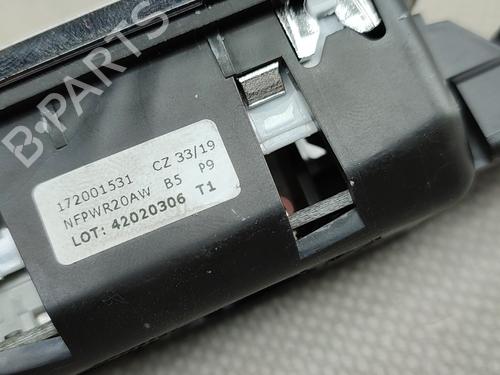 B-PARTS
172001531 CZ 33/19
NFPWR20AW B5 P9
LOT: 42020306 T1